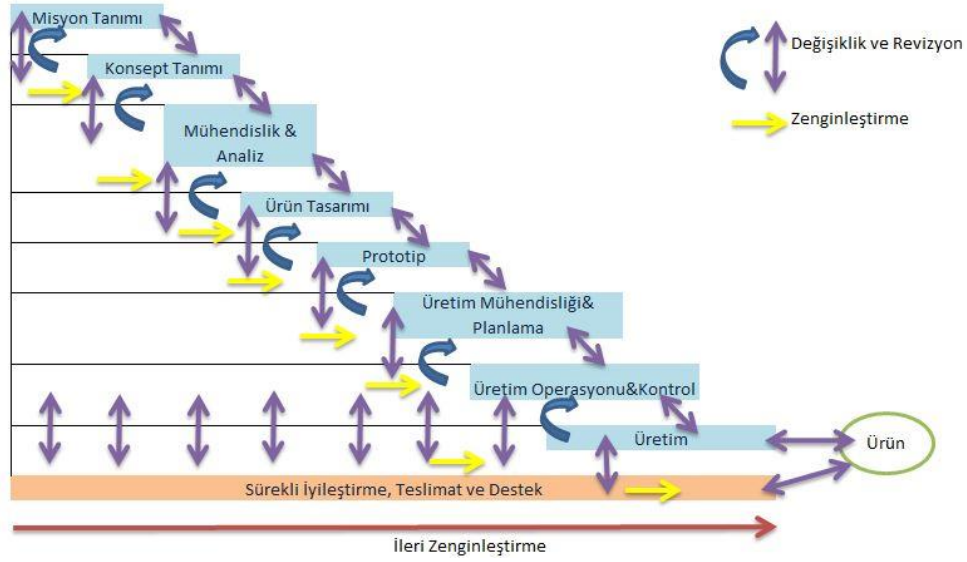 Misyon Tanımı
Değişiklik ve Revizyon
Konsept Tanımı
Zenginleştirme
Mühendislik &
Analiz
Ürün Tasarımı
Prototip
Üretim Mühendisliği&
Planlama
Üretim Operasyonu&Kontrol
Üretim
Ürün
Sürekli İyileştirme, Teslimat ve Destek
İleri Zenginleştirme